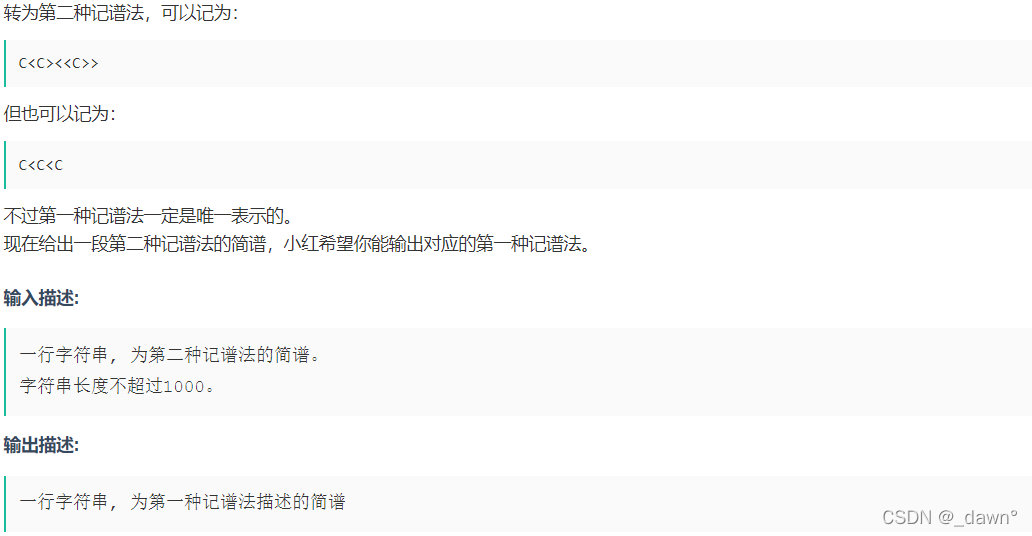 转为第二种记谱法，可以记为：
C<C><<C>>
但也可以记为：
C<C<C
不过第一种记谱法一定是唯一表示的。
现在给出一段第二种记谱法的简谱，小红希望你能输出对应的第一种记谱法。
输入描述:
一行字符串，为第二种记谱法的简谱。
字符串长度不超过1000。
输出描述:
一行字符串，为第一种记谱法描述的简谱
CSDN @_dawn°